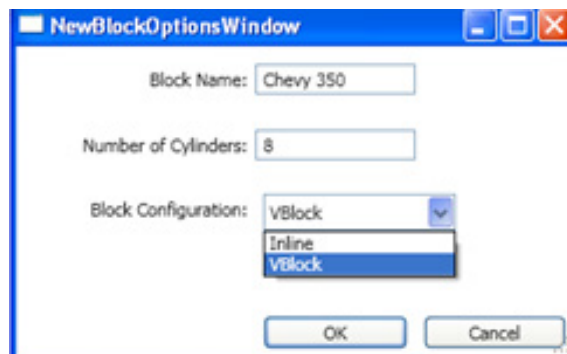 NewBlockOptionsWindow
Block Name: Chevy 350
Number of Cylinders: 8
Block Configuration: VBlock
Inline
VBlock
OK Cancel